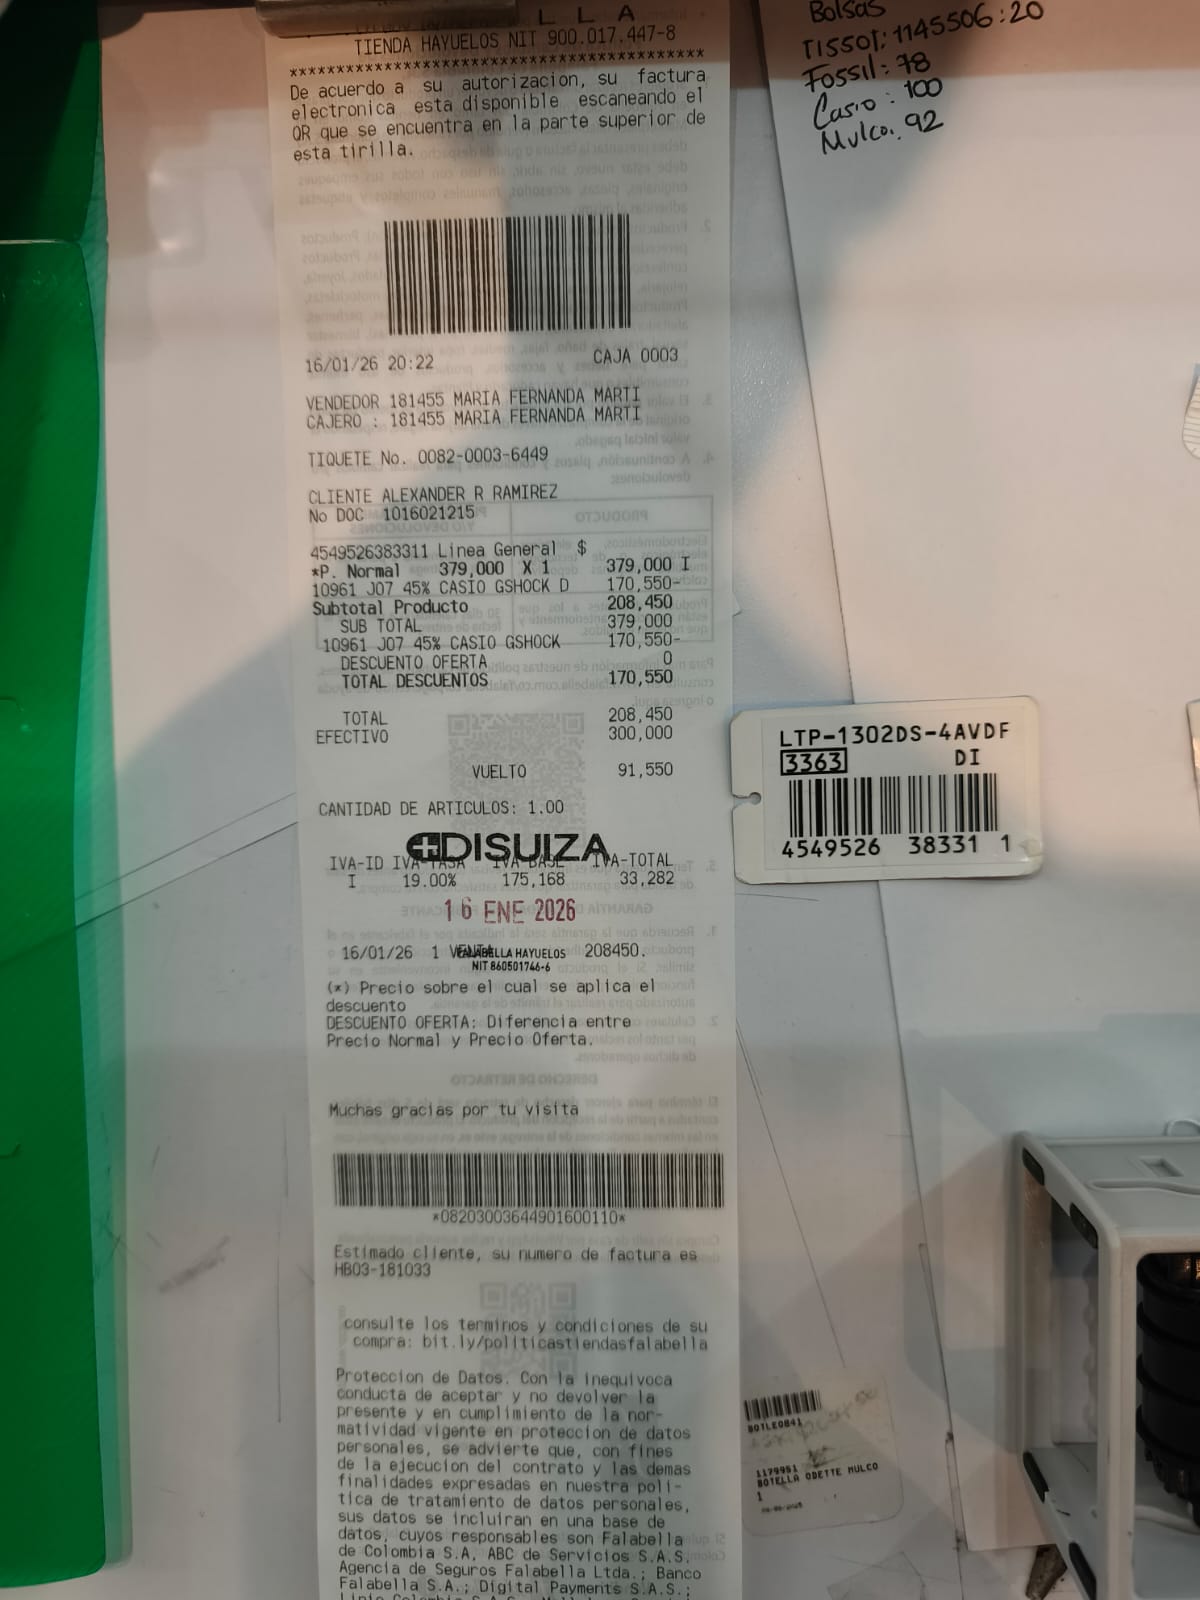 L L A
TIENDA HAYUELOS NIT 900.017.447-8
****************************************************
De acuerdo a su autorizacion, su factura
electronica esta disponible escaneando el
QR que se encuentra en la parte superior de
esta tirilla.
16/01/26 20:22 CAJA 0003
VENDEDOR 181455 MARIA FERNANDA MARTI
CAJERO : 181455 MARIA FERNANDA MARTI
TIQUETE No. 0082-0003-6449
CLIENTE ALEXANDER R RAMIREZ
No DOC 1016021215
4549526383311 Linea General $
*P. Normal 379,000 X 1 379,000 I
10961 J07 45% CASIO GSHOCK D 170,550-
Subtotal Producto 208,450
SUB TOTAL 379,000
10961 J07 45% CASIO GSHOCK 170,550-
DESCUENTO OFERTA 0
TOTAL DESCUENTOS 170,550
TOTAL 208,450
EFECTIVO 300,000
VUELTO 91,550
CANTIDAD DE ARTICULOS: 1.00
DISUIZA
IVA-ID IVA-TASA IVA BASE IVA-TOTAL
I 19.00% 175,168 33,282
16 ENE 2026
16/01/26 1 VENTA 208450.
FALABELLA HAYUELOS
NIT 860501746-6
(*) Precio sobre el cual se aplica el
descuento
DESCUENTO OFERTA: Diferencia entre
Precio Normal y Precio Oferta.
Muchas gracias por tu visita
*08203003644901600110*
Estimado cliente, su numero de factura es
HB03-181033
consulte los terminos y condiciones de su
compra: bit.ly/politicastiendasfalabella
Proteccion de Datos. Con la inequivoca
conducta de aceptar y no devolver la
presente y en cumplimiento de la nor-
matividad vigente en proteccion de datos
personales, se advierte que, con fines
de la ejecucion del contrato y las demas
finalidades expresadas en nuestra poli-
tica de tratamiento de datos personales,
sus datos se incluiran en una base de
datos, cuyos responsables son Falabella
de Colombia S.A, ABC de Servicios S.A.S,
Agencia de Seguros Falabella Ltda.; Banco
Falabella S.A.; Digital Payments S.A.S.;
Bolsas
Tissot: 1145506:20
Fossil: 78
Casio: 100
Mulco: 92
LTP-1302DS-4AVDF
3363 DI
4549526 38331 1
BOTLE0841
1179951
BOTELLA ODETTE MULCO
1